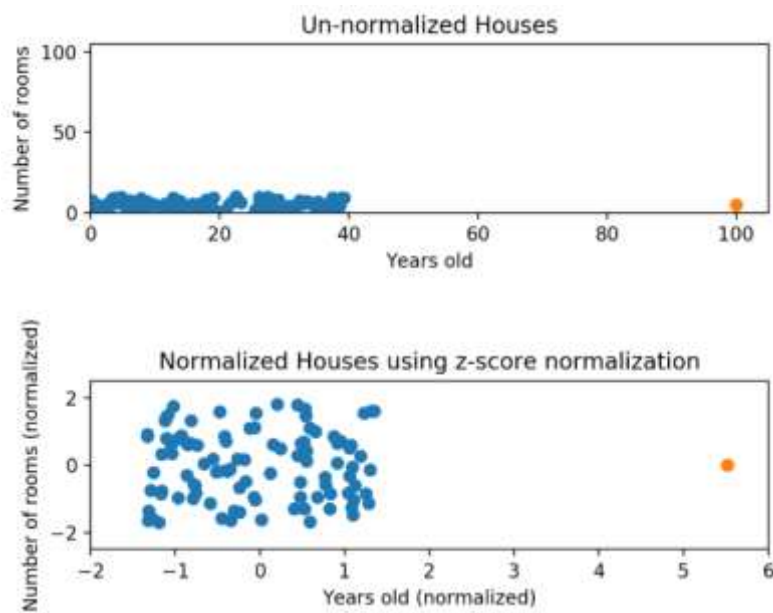 Un-normalized Houses
Number of rooms
100
50
0
0 20 40 60 80 100
Years old
Normalized Houses using z-score normalization
Number of rooms (normalized)
2
0
−2
−2 −1 0 1 2 3 4 5 6
Years old (normalized)